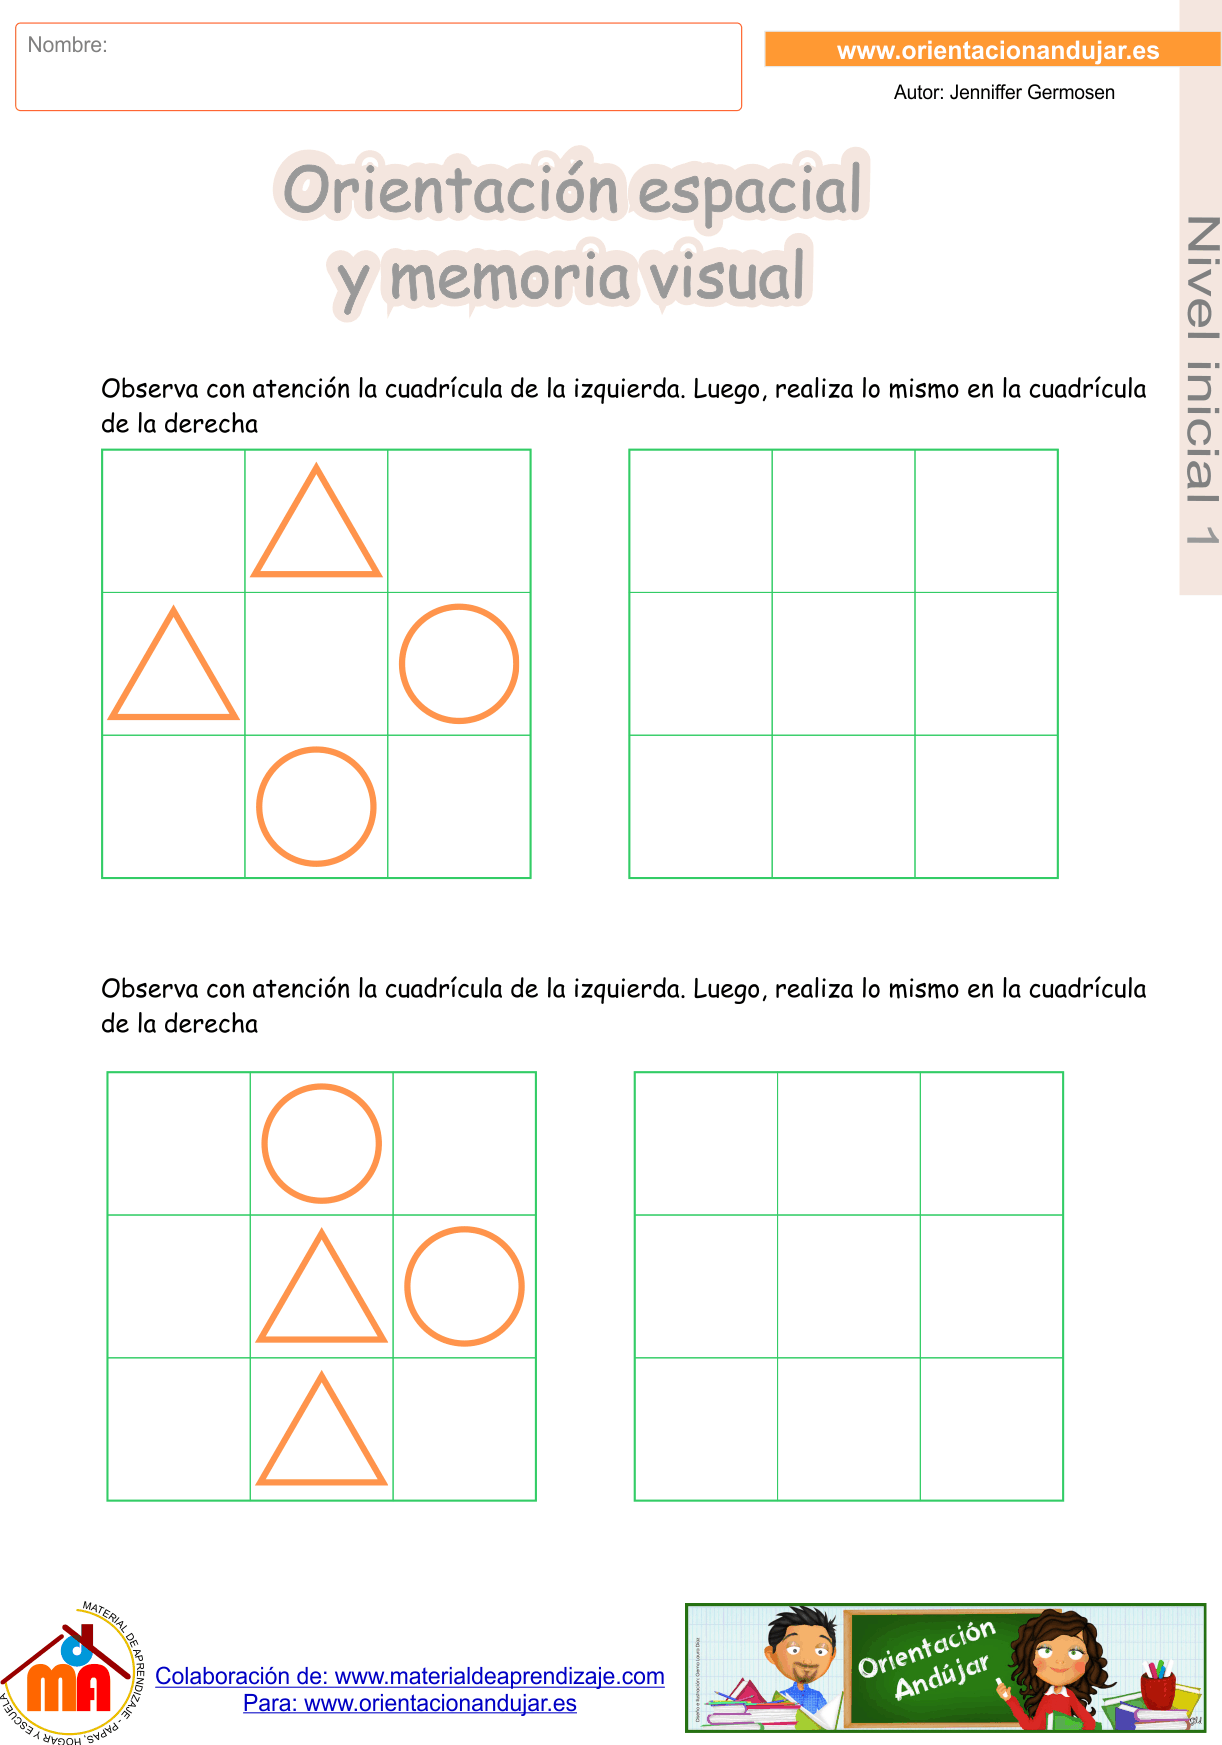 Nombre:
www.orientacionandujar.es
Autor: Jenniffer Germosen
Orientación espacial
y memoria visual
Nivel inicial 1
Observa con atención la cuadrícula de la izquierda. Luego, realiza lo mismo en la cuadrícula
de la derecha
Observa con atención la cuadrícula de la izquierda. Luego, realiza lo mismo en la cuadrícula
de la derecha
MATERIAL DE APRENDIZAJE - PAPAS, HOGAR Y ESCUELA
dmA
Colaboración de: www.materialdeaprendizaje.com
Para: www.orientacionandujar.es
Orientación
Andújar